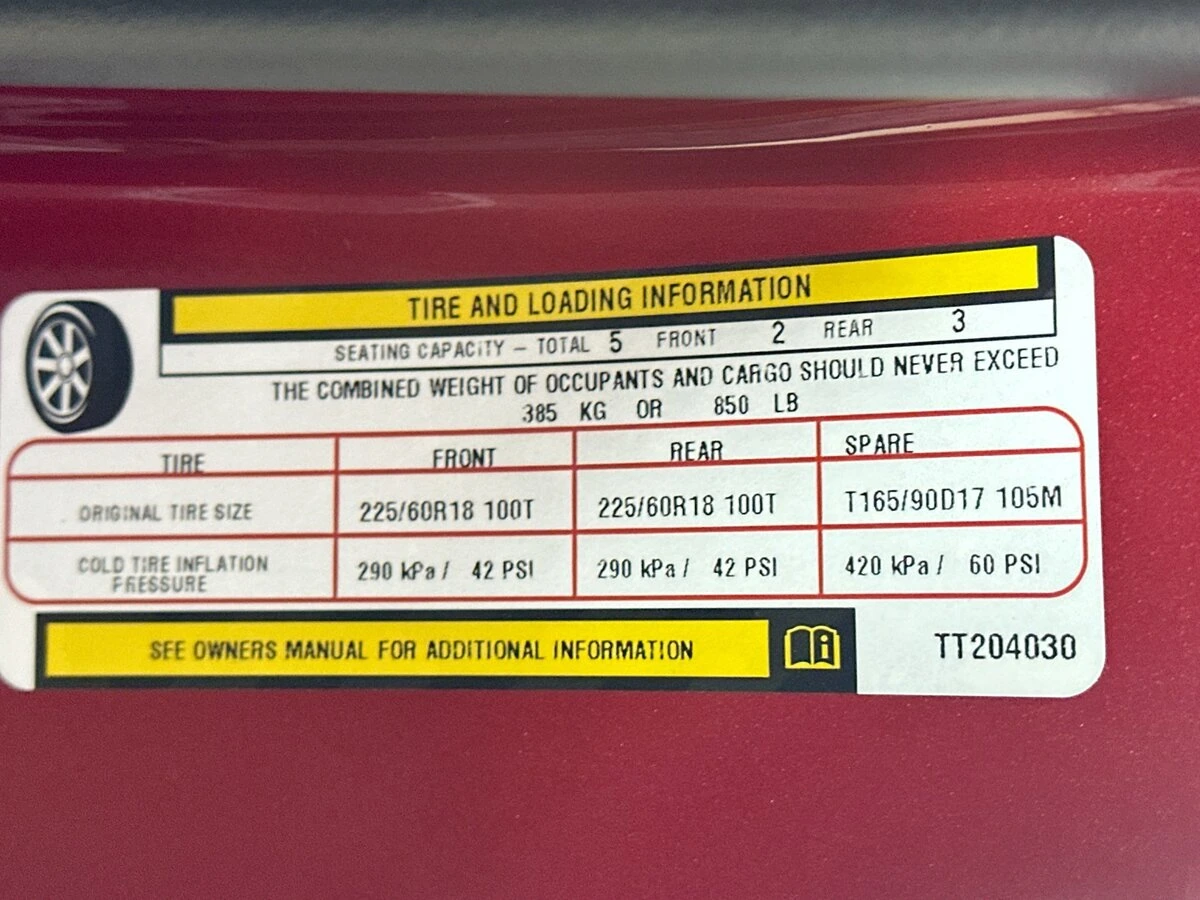 TIRE AND LOADING INFORMATION
SEATING CAPACITY – TOTAL 5 FRONT 2 REAR 3
THE COMBINED WEIGHT OF OCCUPANTS AND CARGO SHOULD NEVER EXCEED
385 KG OR 850 LB
TIRE FRONT REAR SPARE
ORIGINAL TIRE SIZE 225/60R18 100T 225/60R18 100T T165/90D17 105M
COLD TIRE INFLATION
PRESSURE 290 kPa / 42 PSI 290 kPa / 42 PSI 420 kPa / 60 PSI
SEE OWNERS MANUAL FOR ADDITIONAL INFORMATION
TT204030